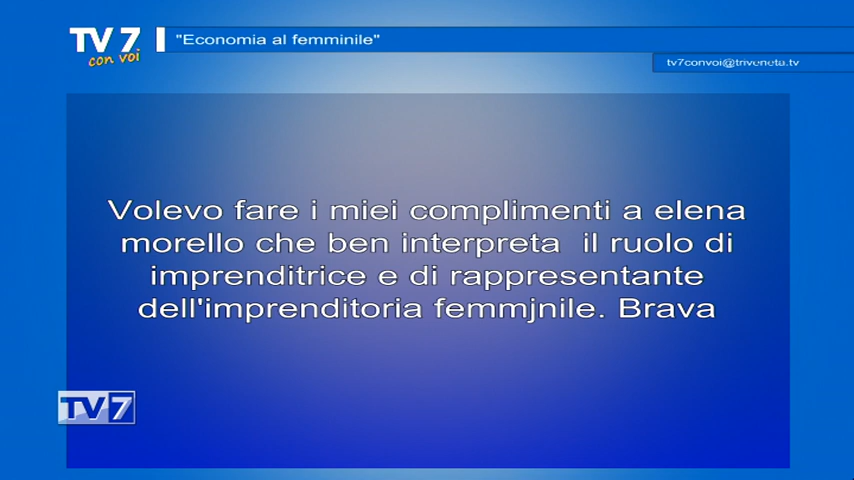 TV7
con voi
"Economia al femminile"
tv7convoi@triveneta.tv
Volevo fare i miei complimenti a elena
morello che ben interpreta il ruolo di
imprenditrice e di rappresentante
dell'imprenditoria femmjnile. Brava
TV7